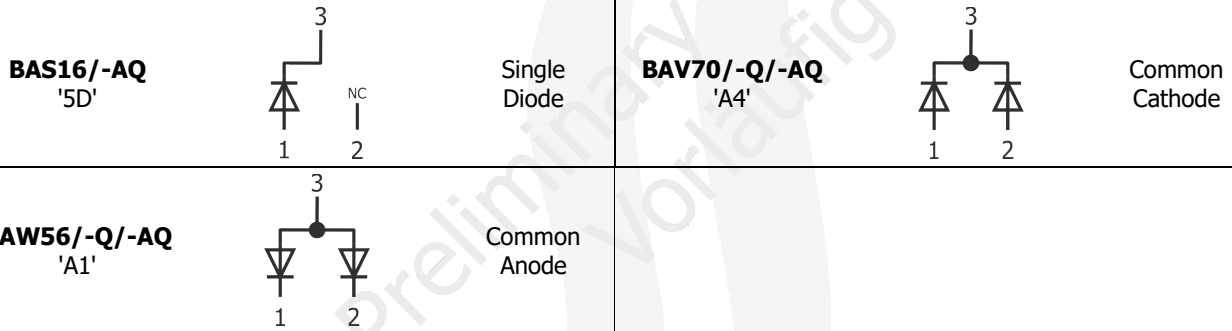 3
BAS16/-AQ
'5D'
NC
1 2
Single
Diode
3
BAV70/-Q/-AQ
'A4'
1 2
Common
Cathode
3
AW56/-Q/-AQ
'A1'
1 2
Common
Anode
Preliminary
Vorläufig